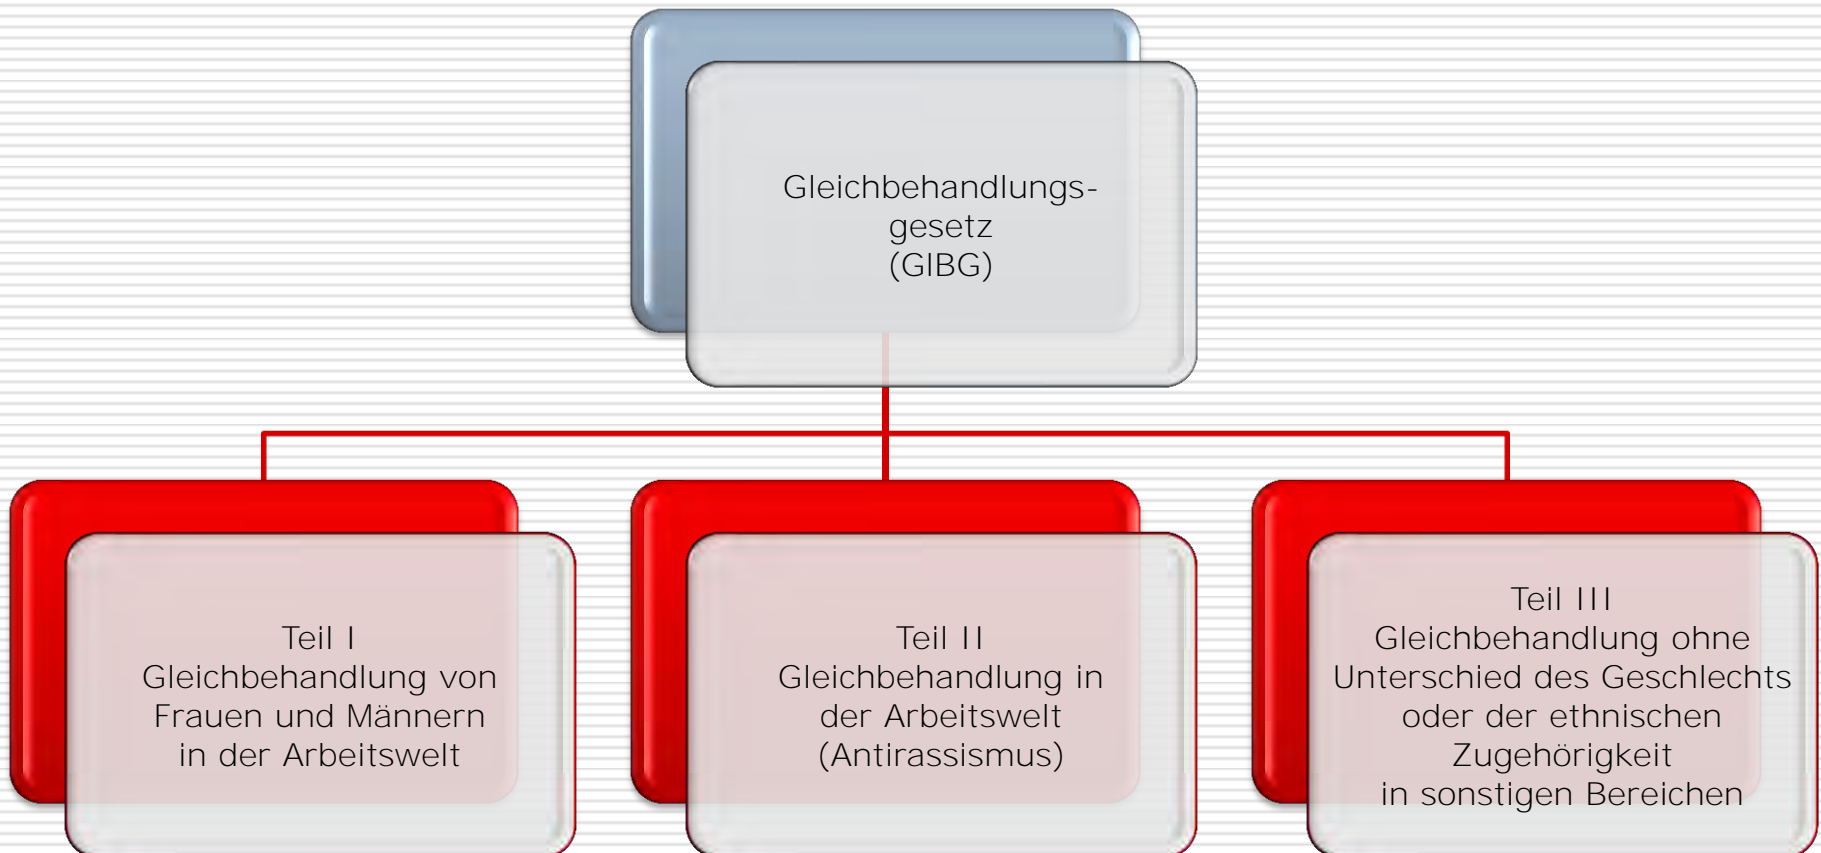 Gleichbehandlungs-
gesetz
(GlBG)
Teil I
Gleichbehandlung von
Frauen und Männern
in der Arbeitswelt
Teil II
Gleichbehandlung in
der Arbeitswelt
(Antirassismus)
Teil III
Gleichbehandlung ohne
Unterschied des Geschlechts
oder der ethnischen
Zugehörigkeit
in sonstigen Bereichen